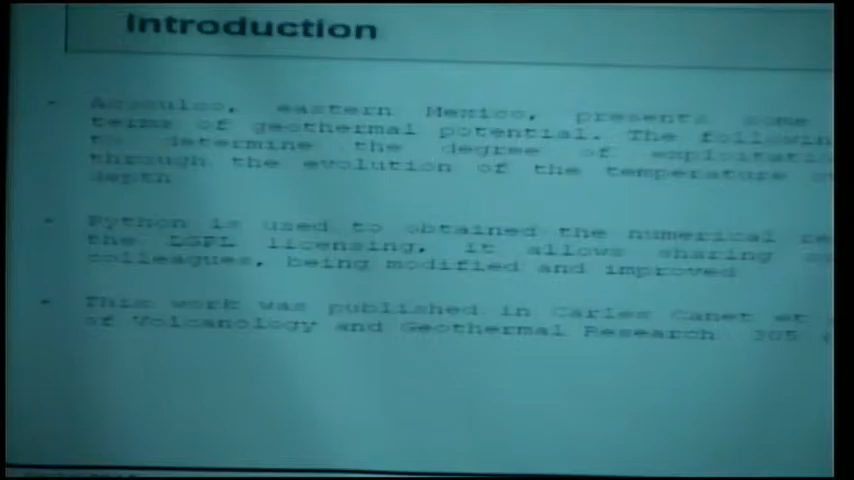 Introduction
Acoculco, eastern Mexico, presents some
terms of geothermal potential. The
to determine the degree of
through the evolution of the temperature
depth
Python is used to obtained the numerical
the LGPL licensing, it allows sharing
colleagues, being modified and improved
This work was published in Carles Canet et
of Volcanology and Geothermal Research 305